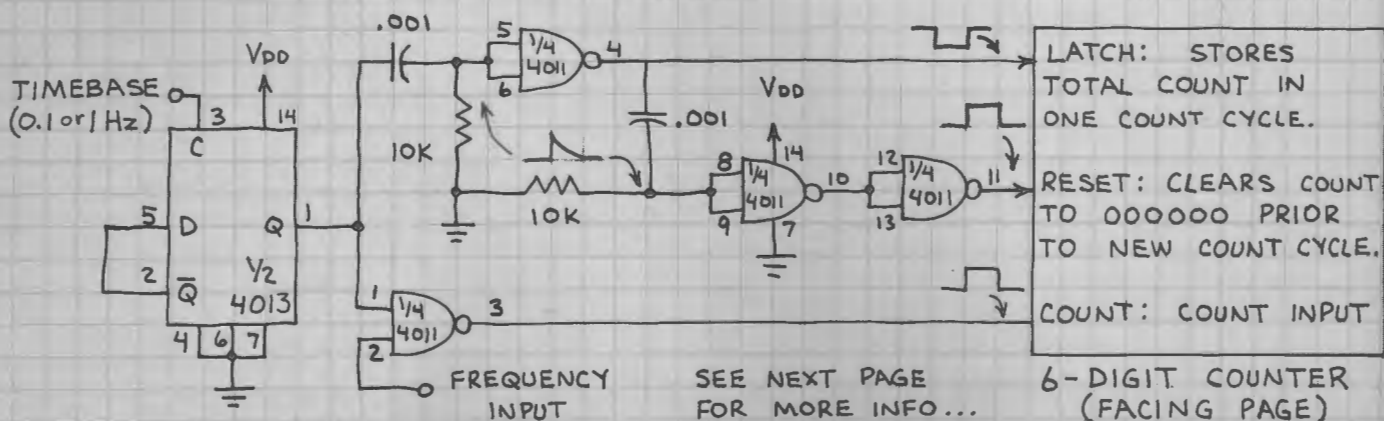 .001
VDD
TIMEBASE
(0.1 or 1 Hz)
3
14
C
5
D
Q
1
2
Q̅
1/2
4013
4
6
7
10K
10K
5
6
1/4
4011
4
.001
VDD
8
9
1/4
4011
14
7
10
12
13
1/4
4011
11
1
2
1/4
4011
3
FREQUENCY
INPUT
SEE NEXT PAGE
FOR MORE INFO...
LATCH: STORES
TOTAL COUNT IN
ONE COUNT CYCLE.
RESET: CLEARS COUNT
TO 000000 PRIOR
TO NEW COUNT CYCLE.
COUNT: COUNT INPUT
6-DIGIT COUNTER
(FACING PAGE)